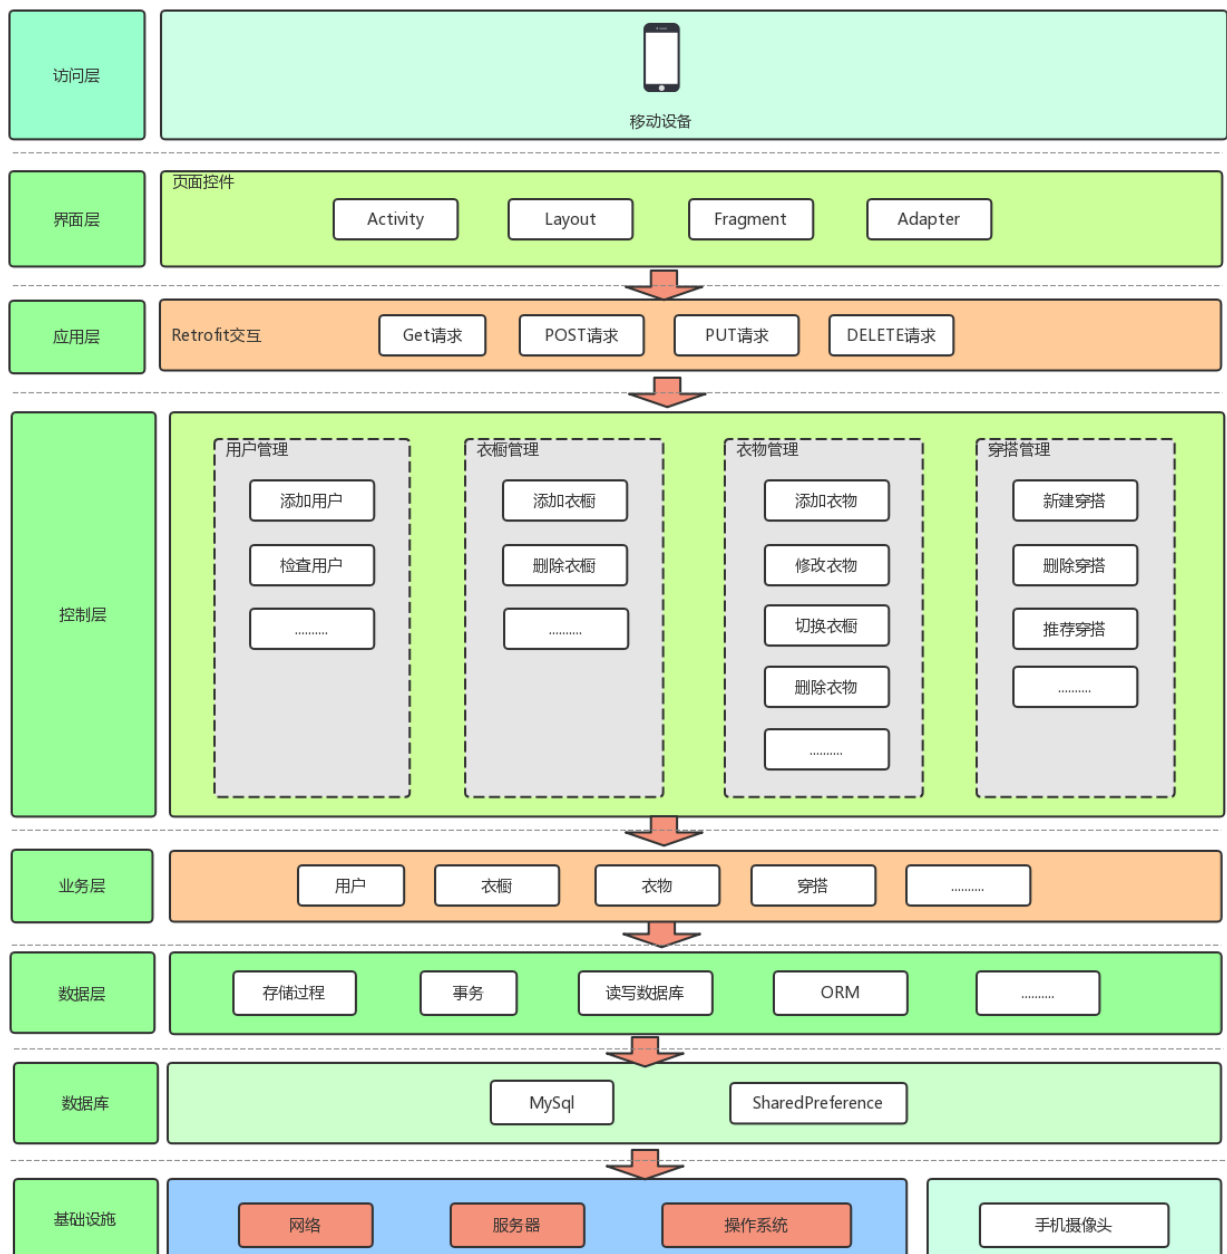 访问层
移动设备
界面层
页面控件
Activity
Layout
Fragment
Adapter
应用层
Retrofit交互
Get请求
POST请求
PUT请求
DELETE请求
控制层
用户管理
添加用户
检查用户
..........
衣橱管理
添加衣橱
删除衣橱
..........
衣物管理
添加衣物
修改衣物
切换衣橱
删除衣物
..........
穿搭管理
新建穿搭
删除穿搭
推荐穿搭
..........
业务层
用户
衣橱
衣物
穿搭
..........
数据层
存储过程
事务
读写数据库
ORM
..........
数据库
MySql
SharedPreference
基础设施
网络
服务器
操作系统
手机摄像头